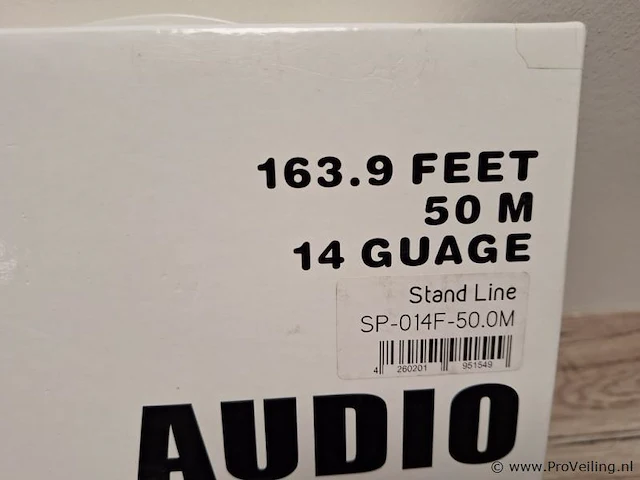 163.9 FEET
50 M
14 GUAGE
Stand Line
SP-014F-50.0M
4 260201 951549
AUDIO
© www.ProVeiling.nl